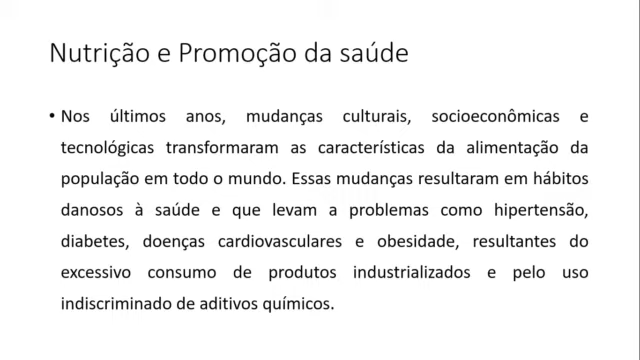 Nutrição e Promoção da saúde
• Nos últimos anos, mudanças culturais, socioeconômicas e
tecnológicas transformaram as características da alimentação da
população em todo o mundo. Essas mudanças resultaram em hábitos
danosos à saúde e que levam a problemas como hipertensão,
diabetes, doenças cardiovasculares e obesidade, resultantes do
excessivo consumo de produtos industrializados e pelo uso
indiscriminado de aditivos químicos.